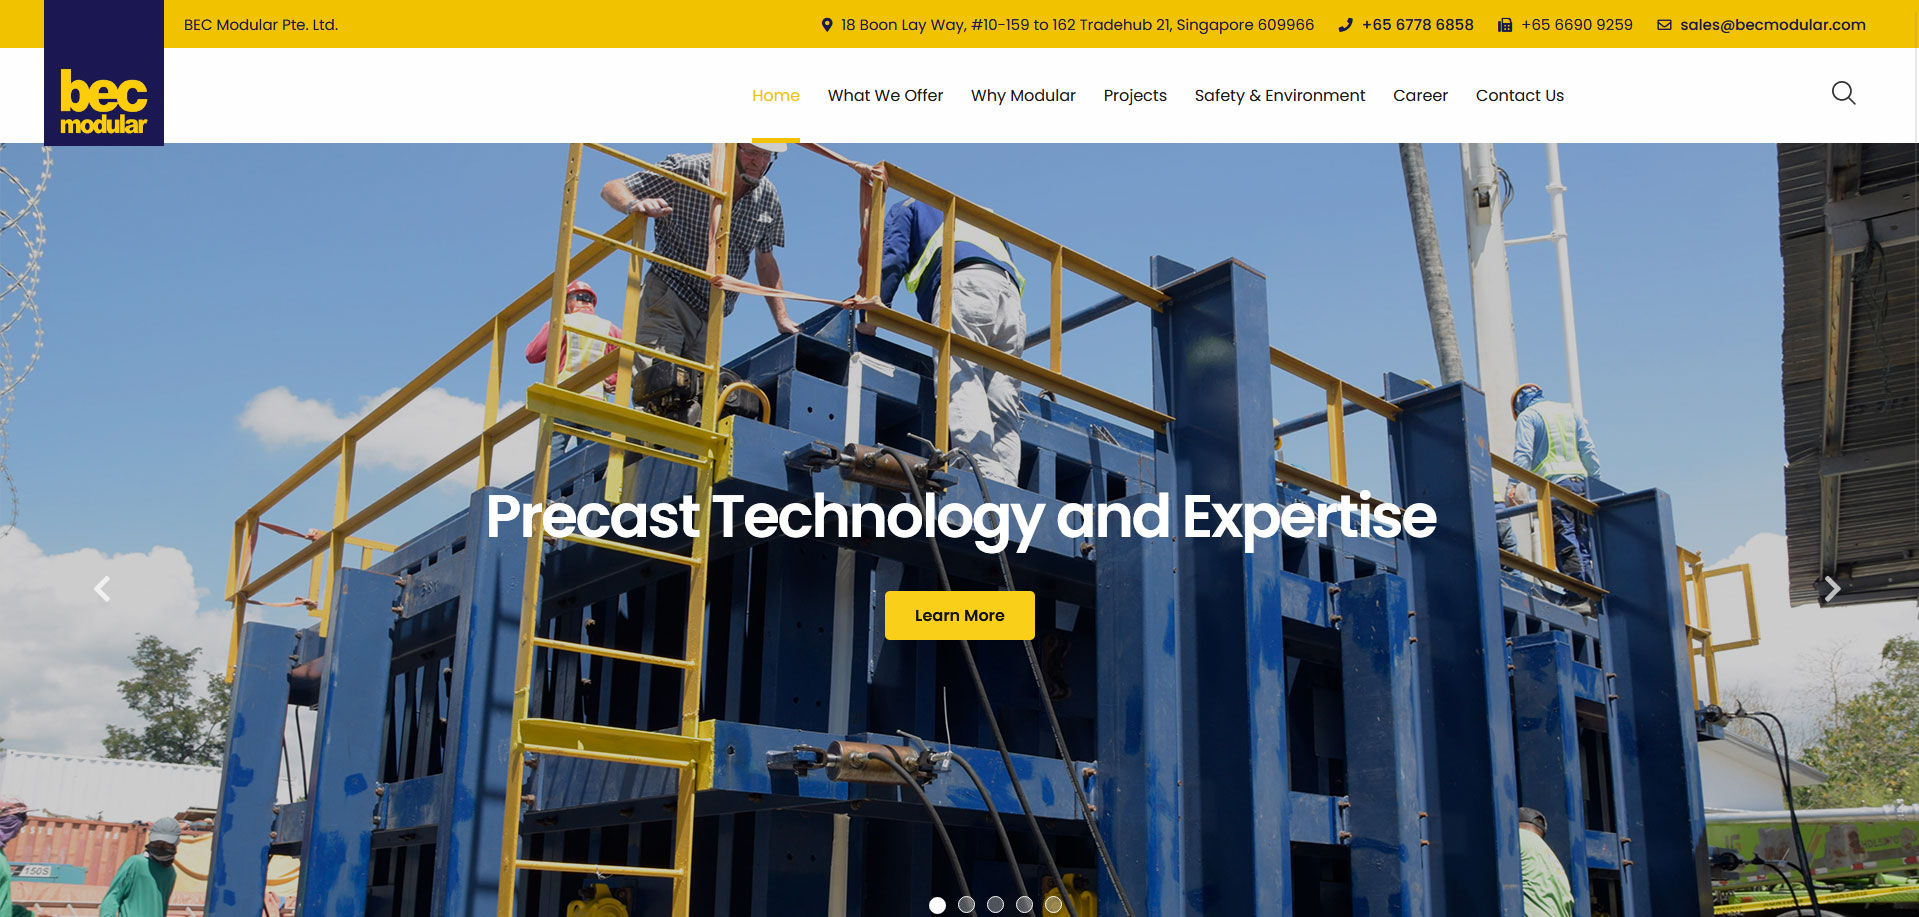 BEC Modular Pte. Ltd.
18 Boon Lay Way, #10-159 to 162 Tradehub 21, Singapore 609966
+65 6778 6858
+65 6690 9259
sales@becmodular.com
bec
modular
Home
What We Offer
Why Modular
Projects
Safety & Environment
Career
Contact Us
Precast Technology and Expertise
Learn More
150S